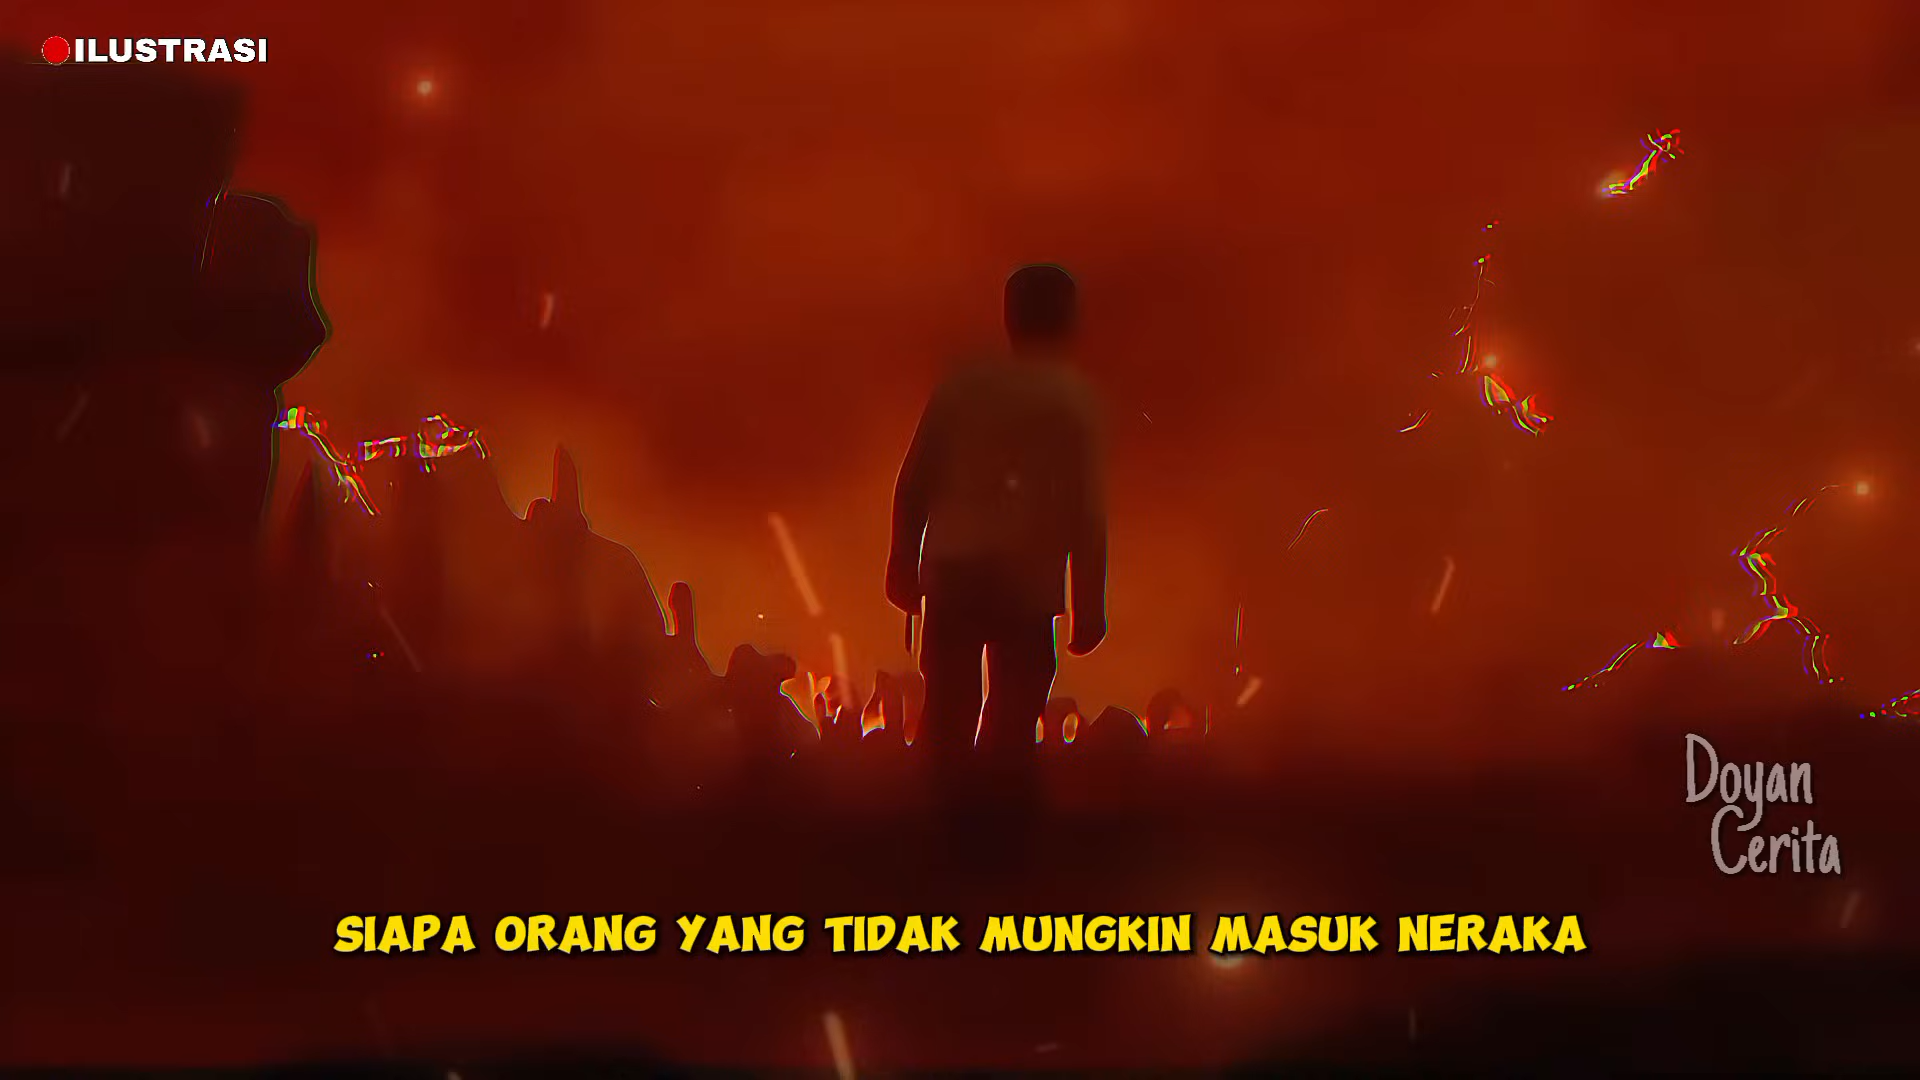 ILUSTRASI
Doyan
Cerita
SIAPA ORANG YANG TIDAK MUNGKIN MASUK NERAKA